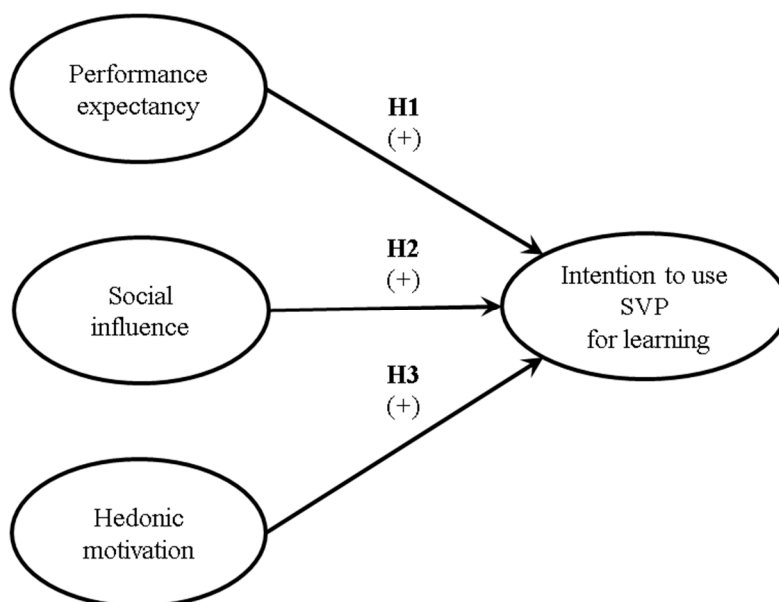 Performance
expectancy
H1
(+)
H2
(+)
Social
influence
Intention to use
SVP
for learning
H3
(+)
Hedonic
motivation